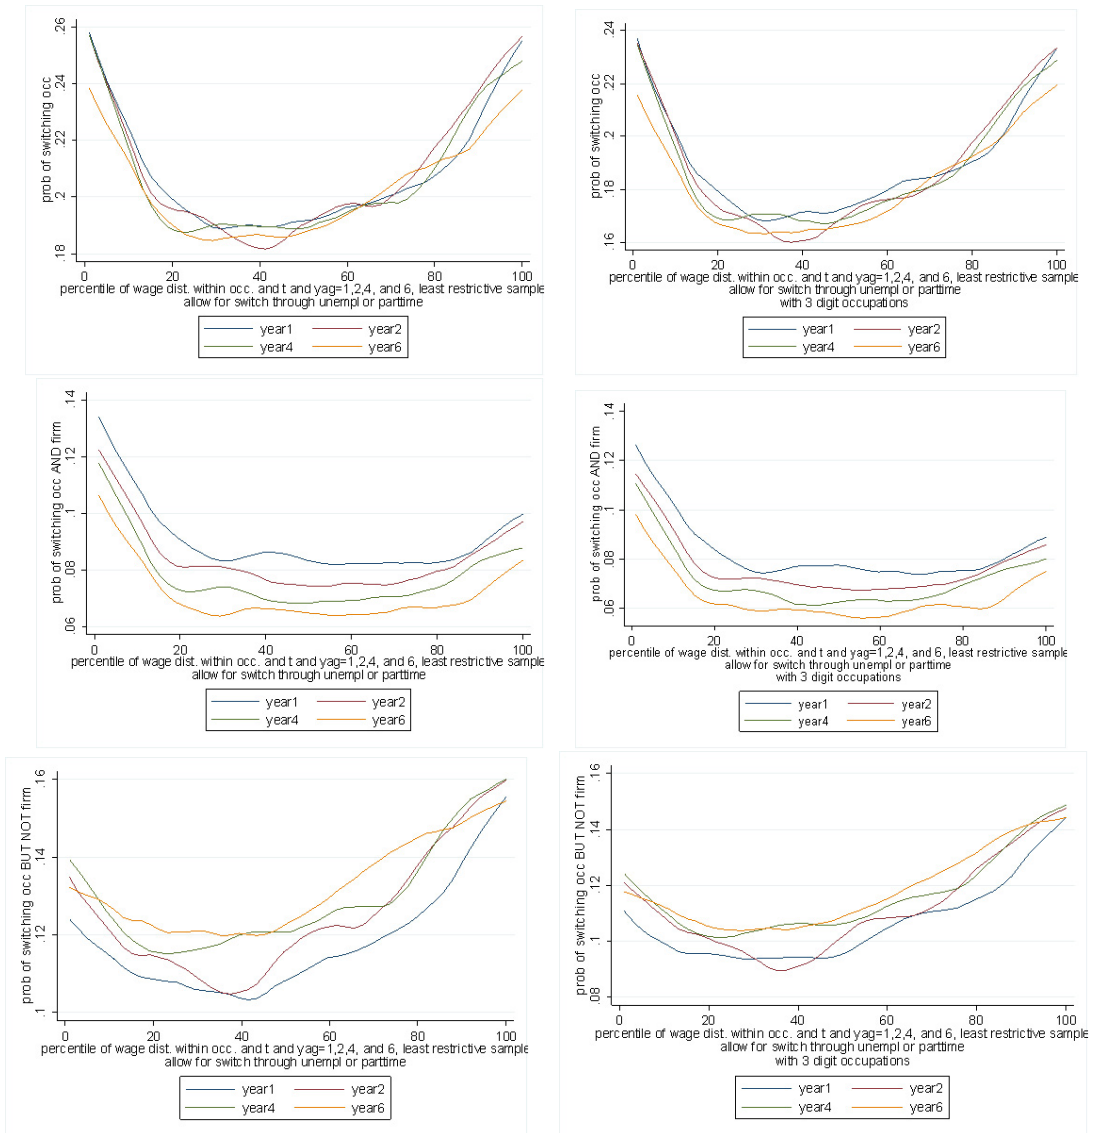 prob of switching occ
.26
.24
.22
.2
.18
0 20 40 60 80 100
percentile of wage dist. within occ. and t and yag=1,2,4, and 6, least restrictive sample
allow for switch through unempl or parttime
year1 year2
year4 year6
prob of switching occ
.24
.22
.2
.18
.16
0 20 40 60 80 100
percentile of wage dist. within occ. and t and yag=1,2,4, and 6, least restrictive sample
allow for switch through unempl or parttime
with 3 digit occupations
year1 year2
year4 year6
prob of switching occ AND firm
.14
.12
.1
.08
.06
0 20 40 60 80 100
percentile of wage dist. within occ. and t and yag=1,2,4, and 6, least restrictive sample
allow for switch through unempl or parttime
year1 year2
year4 year6
prob of switching occ AND firm
.14
.12
.1
.08
.06
0 20 40 60 80 100
percentile of wage dist. within occ. and t and yag=1,2,4, and 6, least restrictive sample
allow for switch through unempl or parttime
with 3 digit occupations
year1 year2
year4 year6
prob of switching occ BUT NOT firm
.16
.14
.12
.1
0 20 40 60 80 100
percentile of wage dist. within occ. and t and yag=1,2,4, and 6, least restrictive sample
allow for switch through unempl or parttime
year1 year2
year4 year6
prob of switching occ BUT NOT firm
.16
.14
.12
.1
.08
0 20 40 60 80 100
percentile of wage dist. within occ. and t and yag=1,2,4, and 6, least restrictive sample
allow for switch through unempl or parttime
with 3 digit occupations
year1 year2
year4 year6